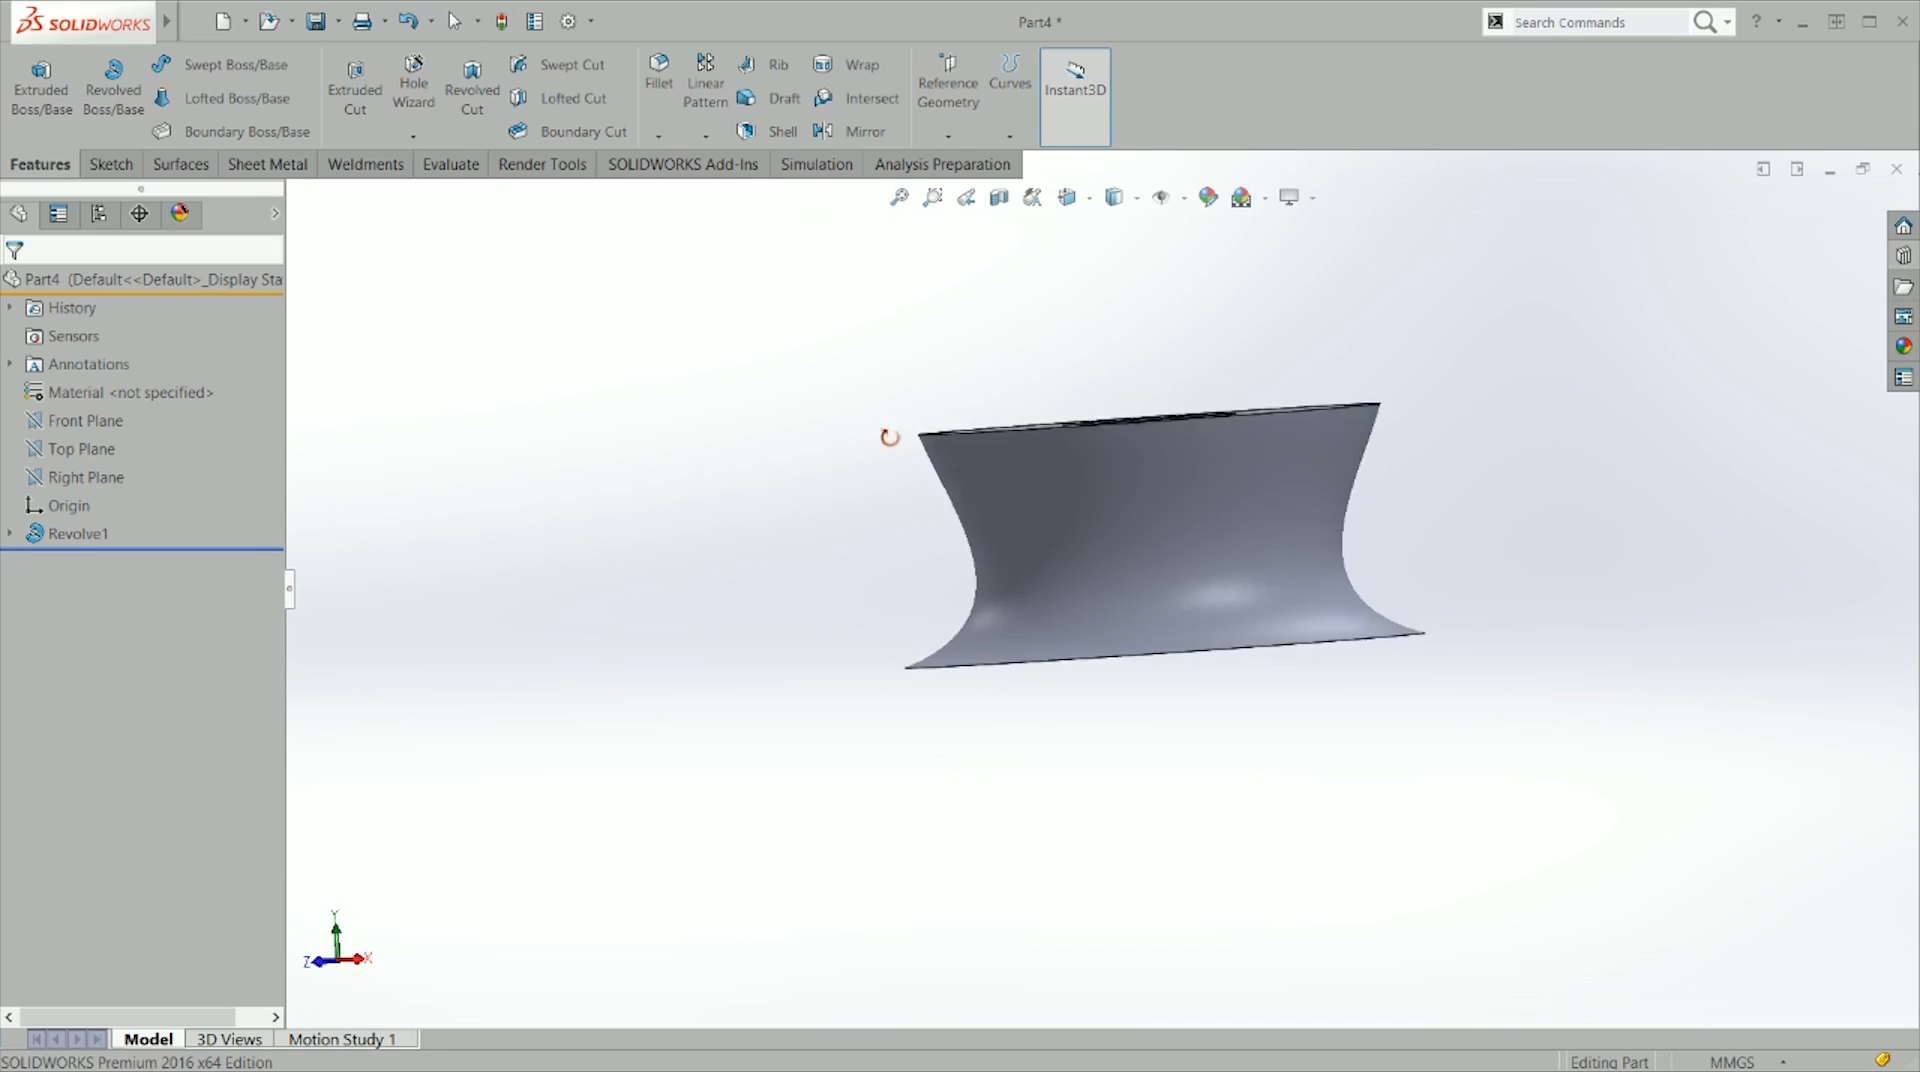 SOLIDWORKS
Part4 *
Search Commands
?
Extruded Boss/Base
Revolved Boss/Base
Swept Boss/Base
Lofted Boss/Base
Boundary Boss/Base
Extruded Cut
Hole Wizard
Revolved Cut
Swept Cut
Lofted Cut
Boundary Cut
Fillet
Linear Pattern
Rib
Draft
Shell
Wrap
Intersect
Mirror
Reference Geometry
Curves
Instant3D
Features
Sketch
Surfaces
Sheet Metal
Weldments
Evaluate
Render Tools
SOLIDWORKS Add-Ins
Simulation
Analysis Preparation
Part4 (Default<<Default>_Display Sta
History
Sensors
Annotations
Material <not specified>
Front Plane
Top Plane
Right Plane
Origin
Revolve1
Y
Z
X
Model
3D Views
Motion Study 1
SOLIDWORKS Premium 2016 x64 Edition
Editing Part
MMGS